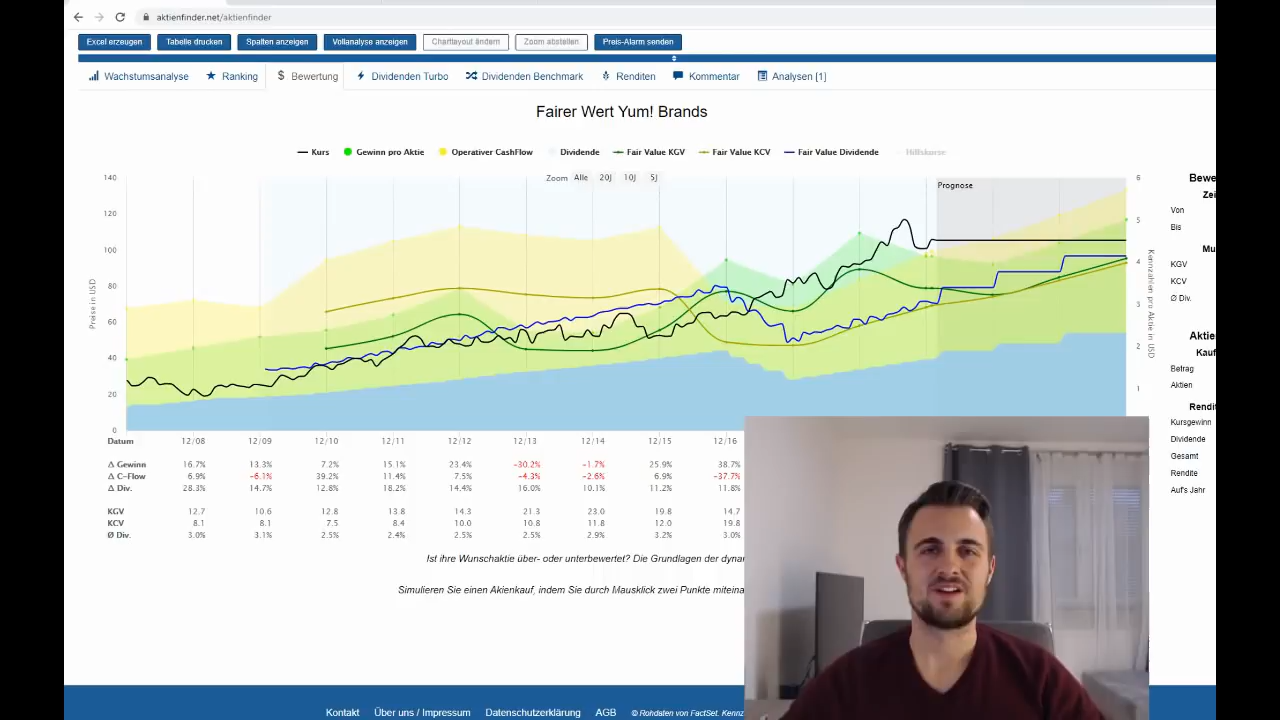 aktienfinder.net/aktienfinder
Excel erzeugen Tabelle drucken Spalten anzeigen Vollanalyse anzeigen Chartlayout ändern Zoom abstellen Preis-Alarm senden
Wachstumsanalyse Ranking $ Bewertung Dividenden Turbo Dividenden Benchmark Renditen Kommentar Analysen [1]
Fairer Wert Yum! Brands
Kurs Gewinn pro Aktie Operativer CashFlow Dividende Fair Value KGV Fair Value KCV Fair Value Dividende Hilfskurse
Zoom Alle 20J 10J 5J
Prognose
140
120
100
80
60
40
20
0
Preise in USD
6
5
4
3
2
1
Kennzahlen pro Aktie in USD
Datum 12/08 12/09 12/10 12/11 12/12 12/13 12/14 12/15 12/16
Δ Gewinn 16.7% 13.3% 7.2% 15.1% 23.4% -30.2% -1.7% 25.9% 38.7%
Δ C-Flow 6.9% -6.1% 39.2% 11.4% 7.5% -4.3% -2.6% 6.9% -37.7%
Δ Div. 28.3% 14.7% 12.8% 18.2% 14.4% 16.0% 10.1% 11.2% 11.8%
KGV 12.7 10.6 12.8 13.8 14.3 21.3 23.0 19.8 14.7
KCV 8.1 8.1 7.5 8.4 10.0 10.8 11.8 12.0 19.8
Ø Div. 3.0% 3.1% 2.5% 2.4% 2.5% 2.5% 2.9% 3.2% 3.0%
Ist ihre Wunschaktie über- oder unterbewertet? Die Grundlagen der dynar
Simulieren Sie einen Akienkauf, indem Sie durch Mausklick zwei Punkte miteina
Bewe
Zei
Von
Bis
Mu
KGV
KCV
Ø Div.
Aktie
Kauf
Betrag
Aktien
Rendit
Kursgewinn
Dividende
Gesamt
Rendite
Auf's Jahr
Kontakt Über uns / Impressum Datenschutzerklärung AGB © Rohdaten von FactSet. Kennz